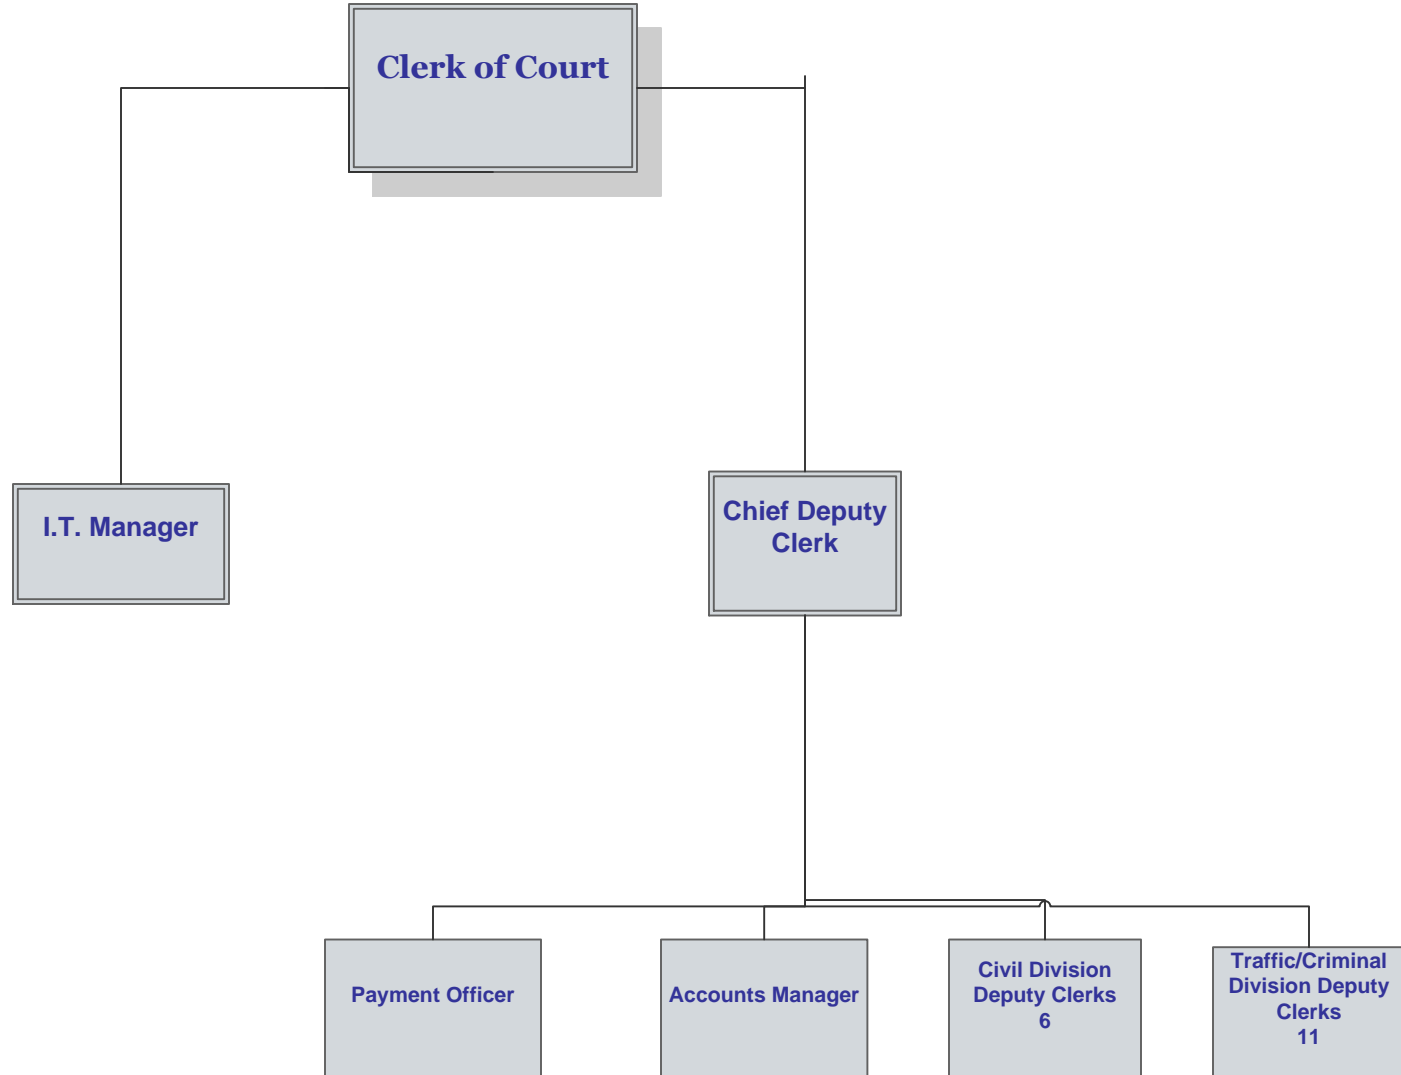 Clerk of Court
I.T. Manager
Chief Deputy
Clerk
Payment Officer
Accounts Manager
Civil Division
Deputy Clerks
6
Traffic/Criminal
Division Deputy
Clerks
11